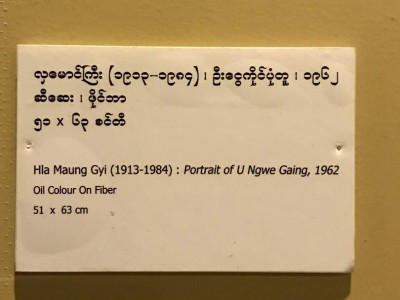 လှမောင်ကြီး (၁၉၁၃--၁၉၈၄) ၊ ဦးငွေကိုင်ပုံတူ ၊ ၁၉၆၂
ဆီဆေး ၊ ဖိုင်ဘာ
၅၁ x ၆၃ စင်တီ
Hla Maung Gyi (1913-1984) : Portrait of U Ngwe Gaing, 1962
Oil Colour On Fiber
51 x 63 cm